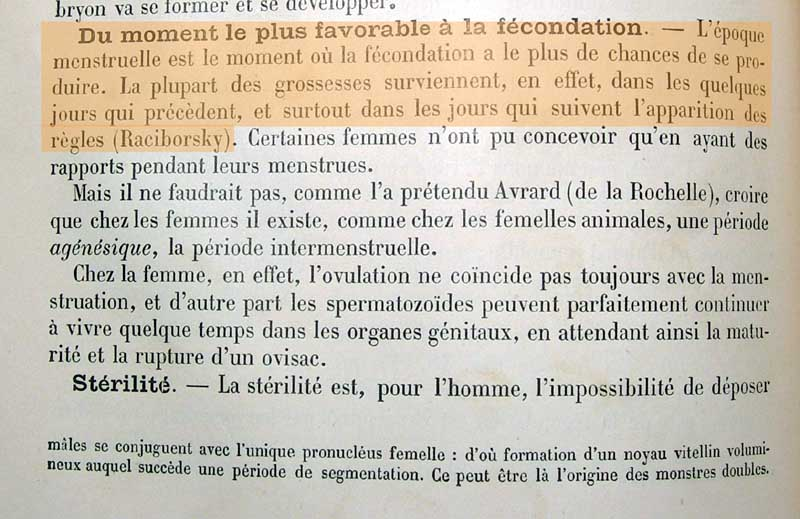 bryon va se former et se développer.
Du moment le plus favorable à la fécondation. — L'époque
menstruelle est le moment où la fécondation a le plus de chances de se pro-
duire. La plupart des grossesses surviennent, en effet, dans les quelques
jours qui précèdent, et surtout dans les jours qui suivent l'apparition des
règles (Raciborsky). Certaines femmes n'ont pu concevoir qu'en ayant des
rapports pendant leurs menstrues.
Mais il ne faudrait pas, comme l'a prétendu Avrard (de la Rochelle), croire
que chez les femmes il existe, comme chez les femelles animales, une période
agénésique, la période intermenstruelle.
Chez la femme, en effet, l'ovulation ne coïncide pas toujours avec la men-
struation, et d'autre part les spermatozoïdes peuvent parfaitement continuer
à vivre quelque temps dans les organes génitaux, en attendant ainsi la matu-
rité et la rupture d'un ovisac.
Stérilité. — La stérilité est, pour l'homme, l'impossibilité de déposer
mâles se conjuguent avec l'unique pronucléus femelle : d'où formation d'un noyau vitellin volumi-
neux auquel succède une période de segmentation. Ce peut être là l'origine des monstres doubles.